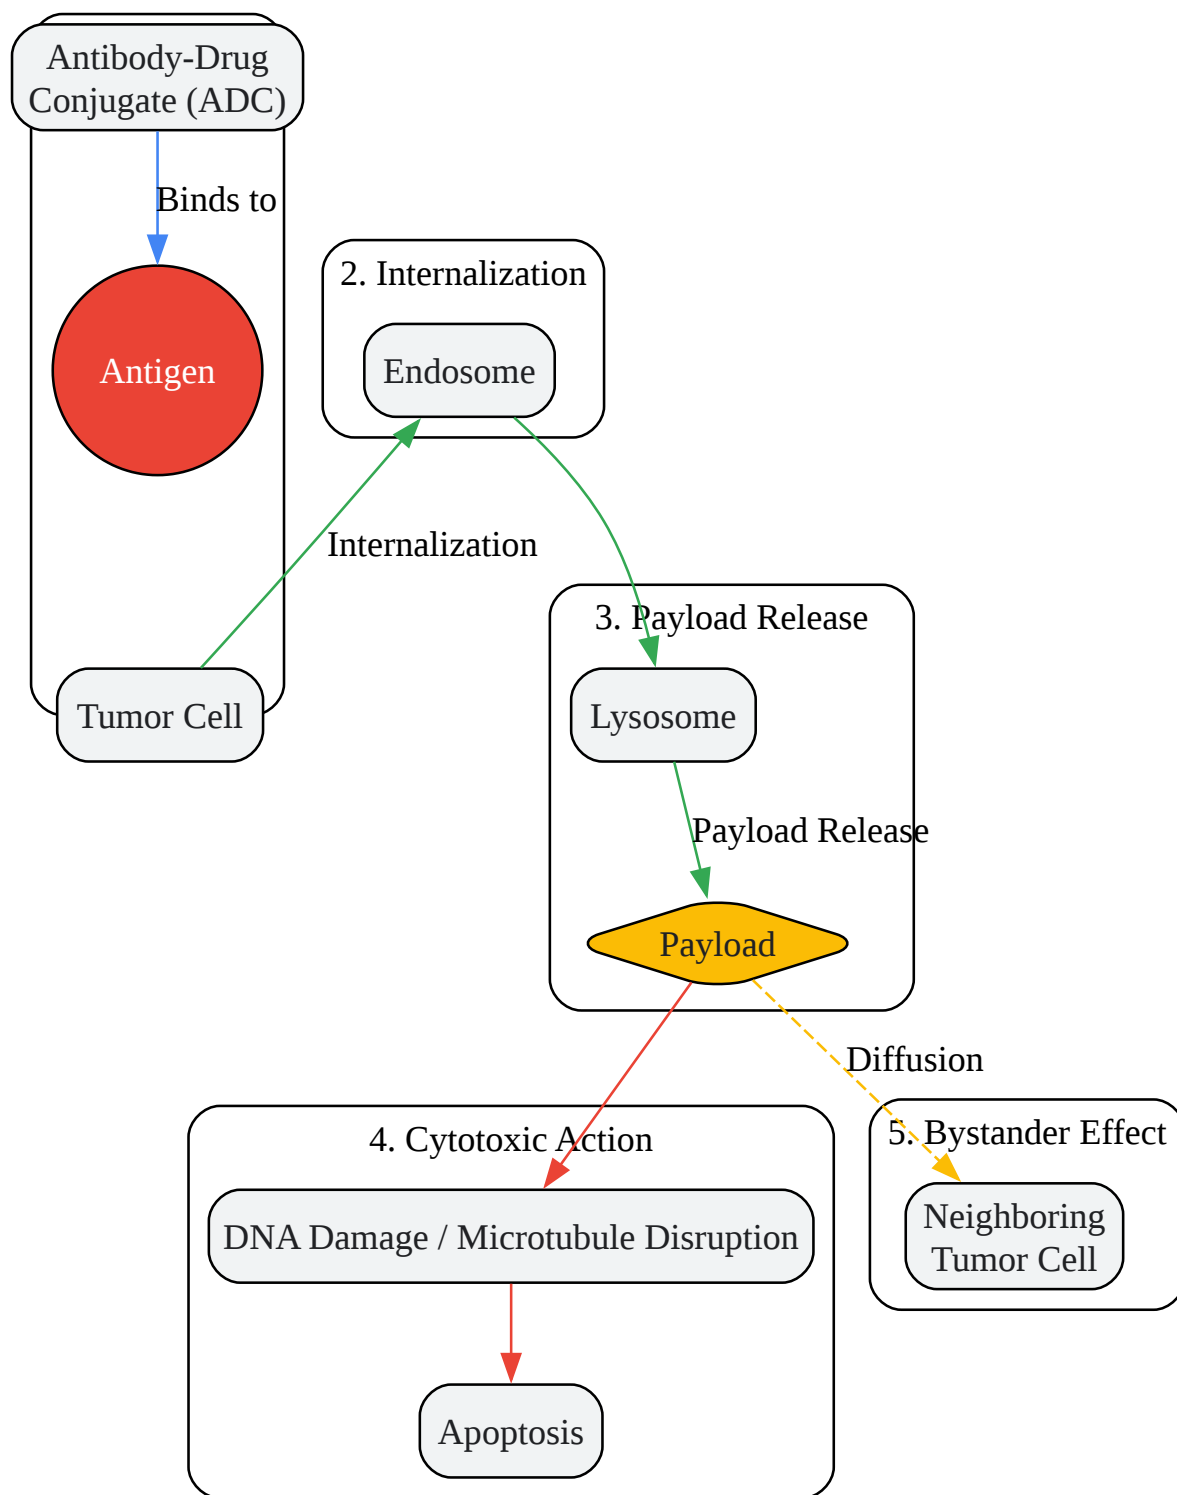 Antibody-Drug
Conjugate (ADC)
Binds to
Antigen
2. Internalization
Endosome
Internalization
Tumor Cell
3. Payload Release
Lysosome
Payload Release
Payload
Diffusion
4. Cytotoxic Action
DNA Damage / Microtubule Disruption
Apoptosis
5. Bystander Effect
Neighboring
Tumor Cell